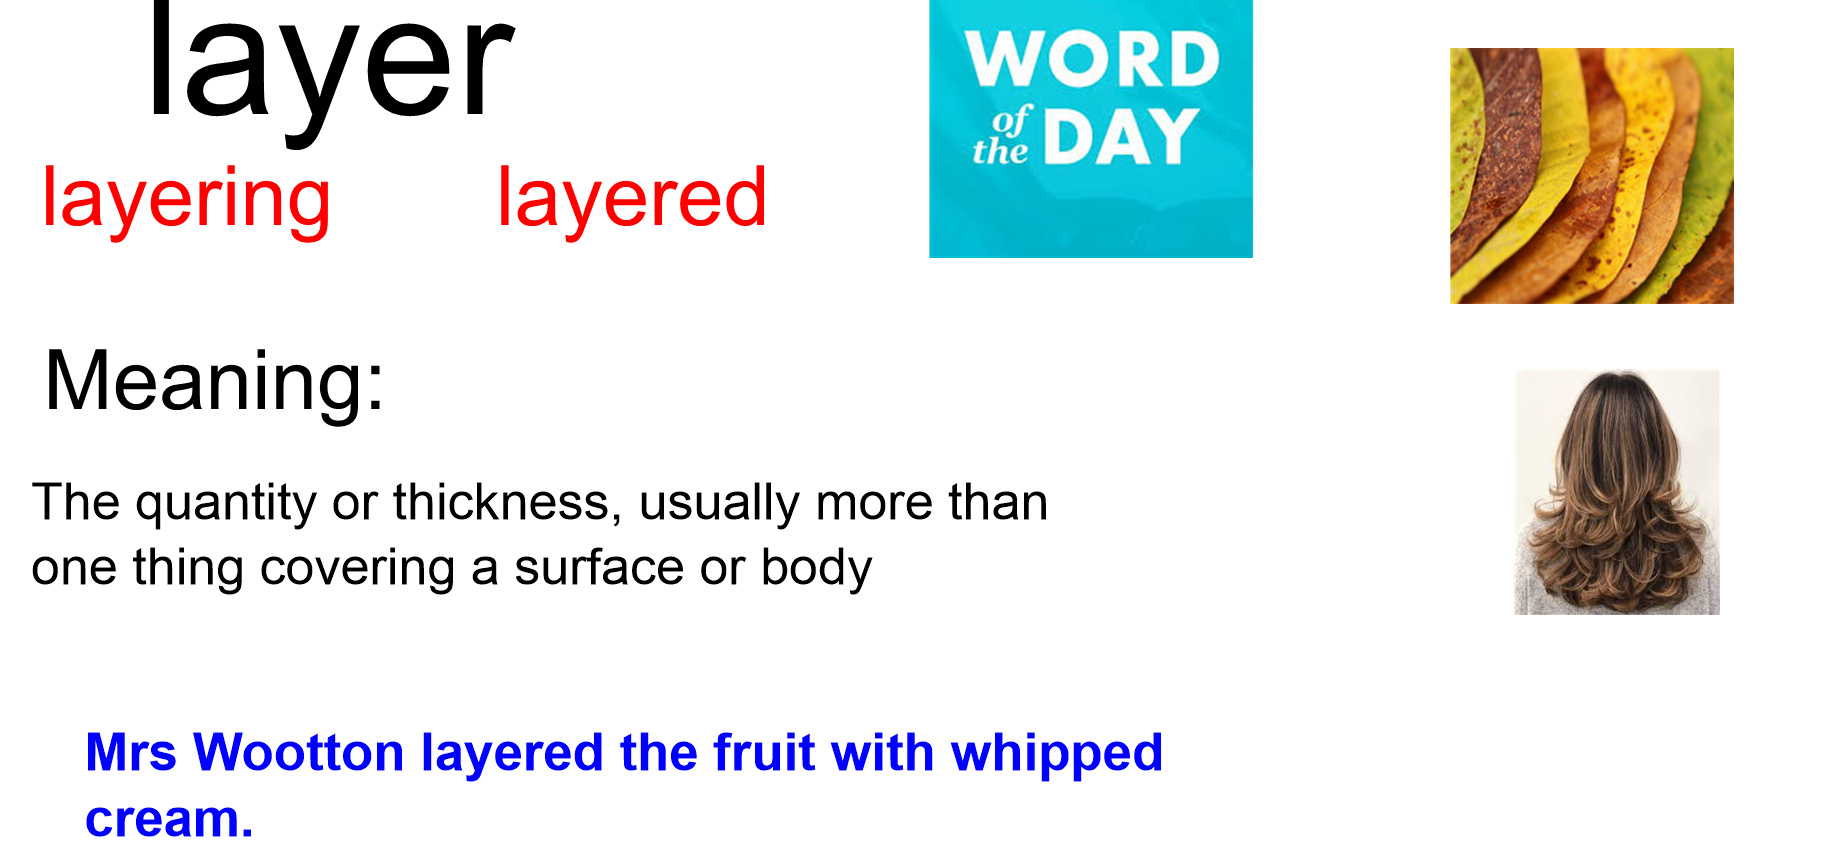 layer
layering layered
WORD
of the DAY
Meaning:
The quantity or thickness, usually more than
one thing covering a surface or body
Mrs Wootton layered the fruit with whipped
cream.